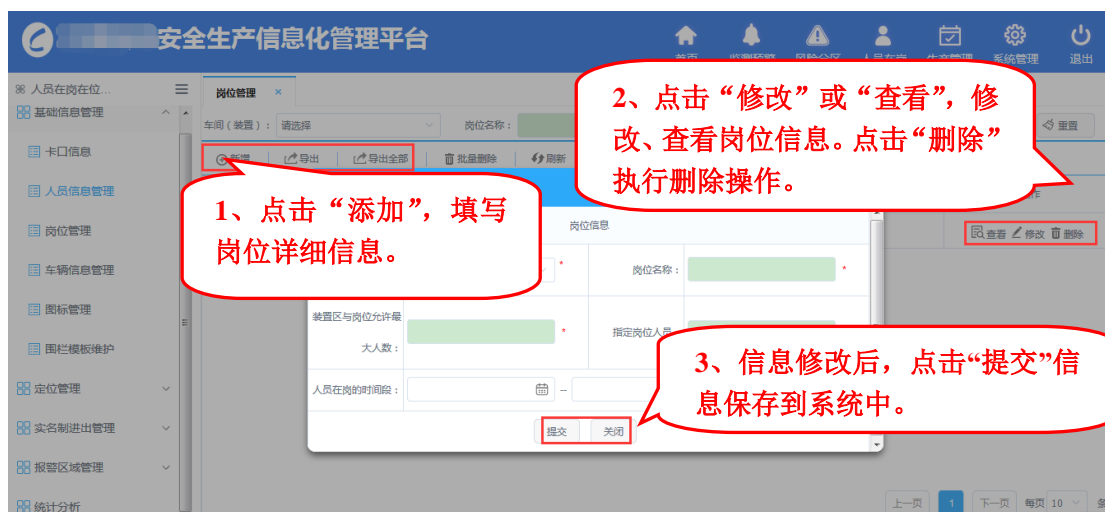 安全生产信息化管理平台
首页 监测预警 风险分区 人员在岗 生产管理 系统管理 退出
人员在岗在位...
岗位管理 ×
基础信息管理
车间（装置）： 请选择 岗位名称：
重置
新增 导出 导出全部 批量删除 刷新
卡口信息
人员信息管理
岗位管理
车辆信息管理
图标管理
围栏模板维护
定位管理
实名制进出管理
报警区域管理
统计分析
2、点击“修改”或“查看”，修
改、查看岗位信息。点击“删除”
执行删除操作。
1、点击“添加”，填写
岗位详细信息。
查看 修改 删除
岗位信息
* 岗位名称： *
装置区与岗位允许最
大人数： *
指定岗位人员
人员在岗的时间段： –
3、信息修改后，点击“提交”信
息保存到系统中。
提交 关闭
上一页 1 下一页 每页 10 条